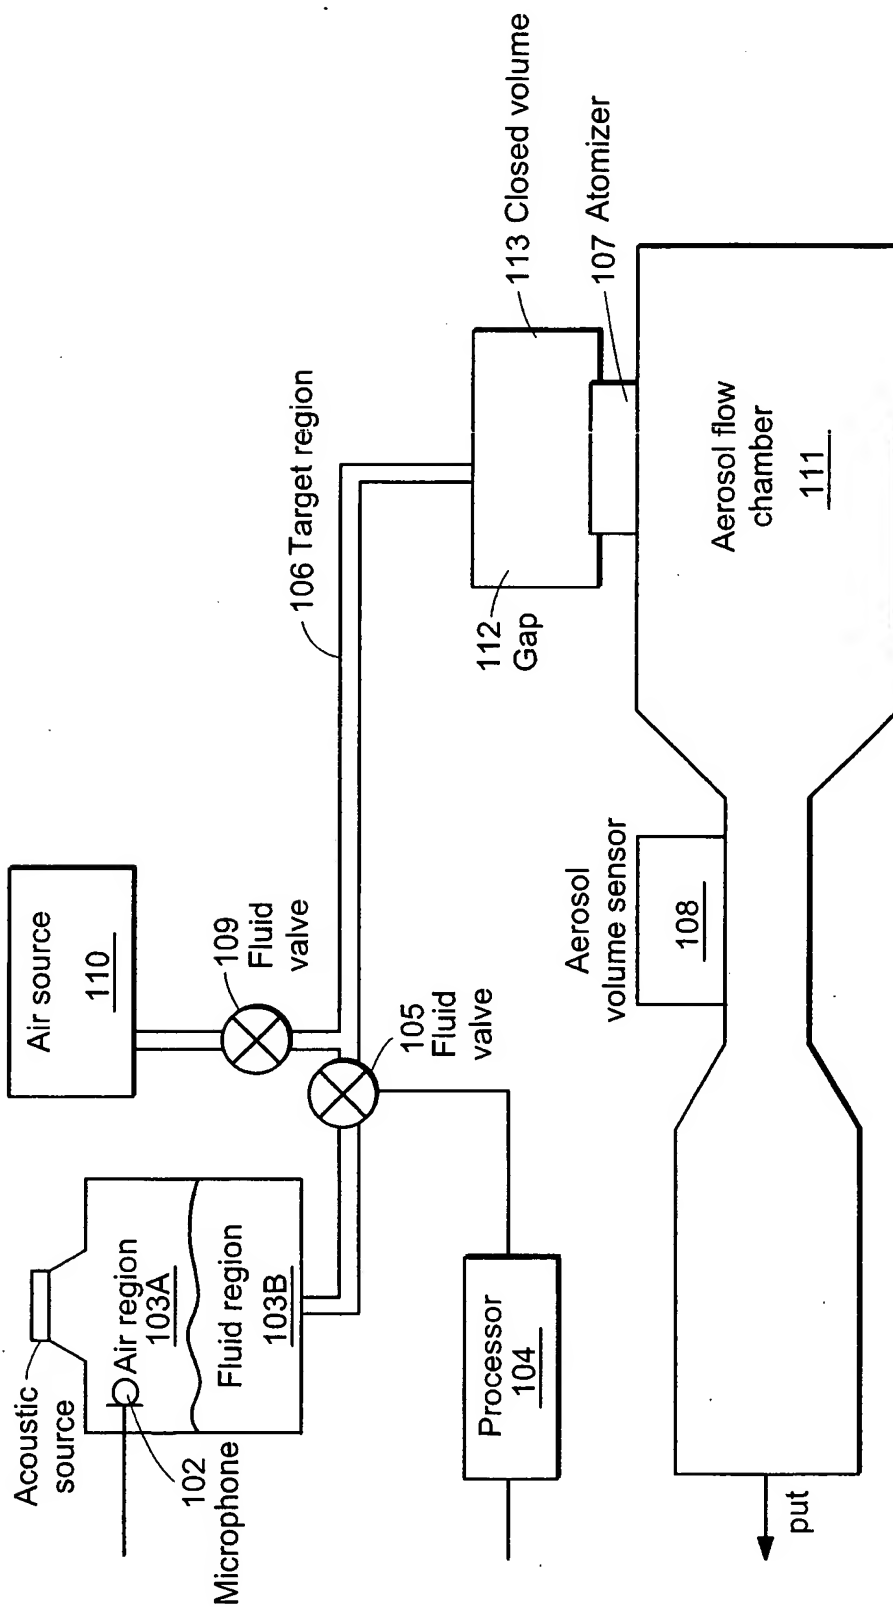 Acoustic
source
102
Microphone
Air region
103A
Fluid region
103B
Air source
110
109
Fluid
valve
105
Fluid
valve
106 Target region
Processor
104
112
Gap
113 Closed volume
107 Atomizer
Aerosol
volume sensor
108
Aerosol flow
chamber
111
put